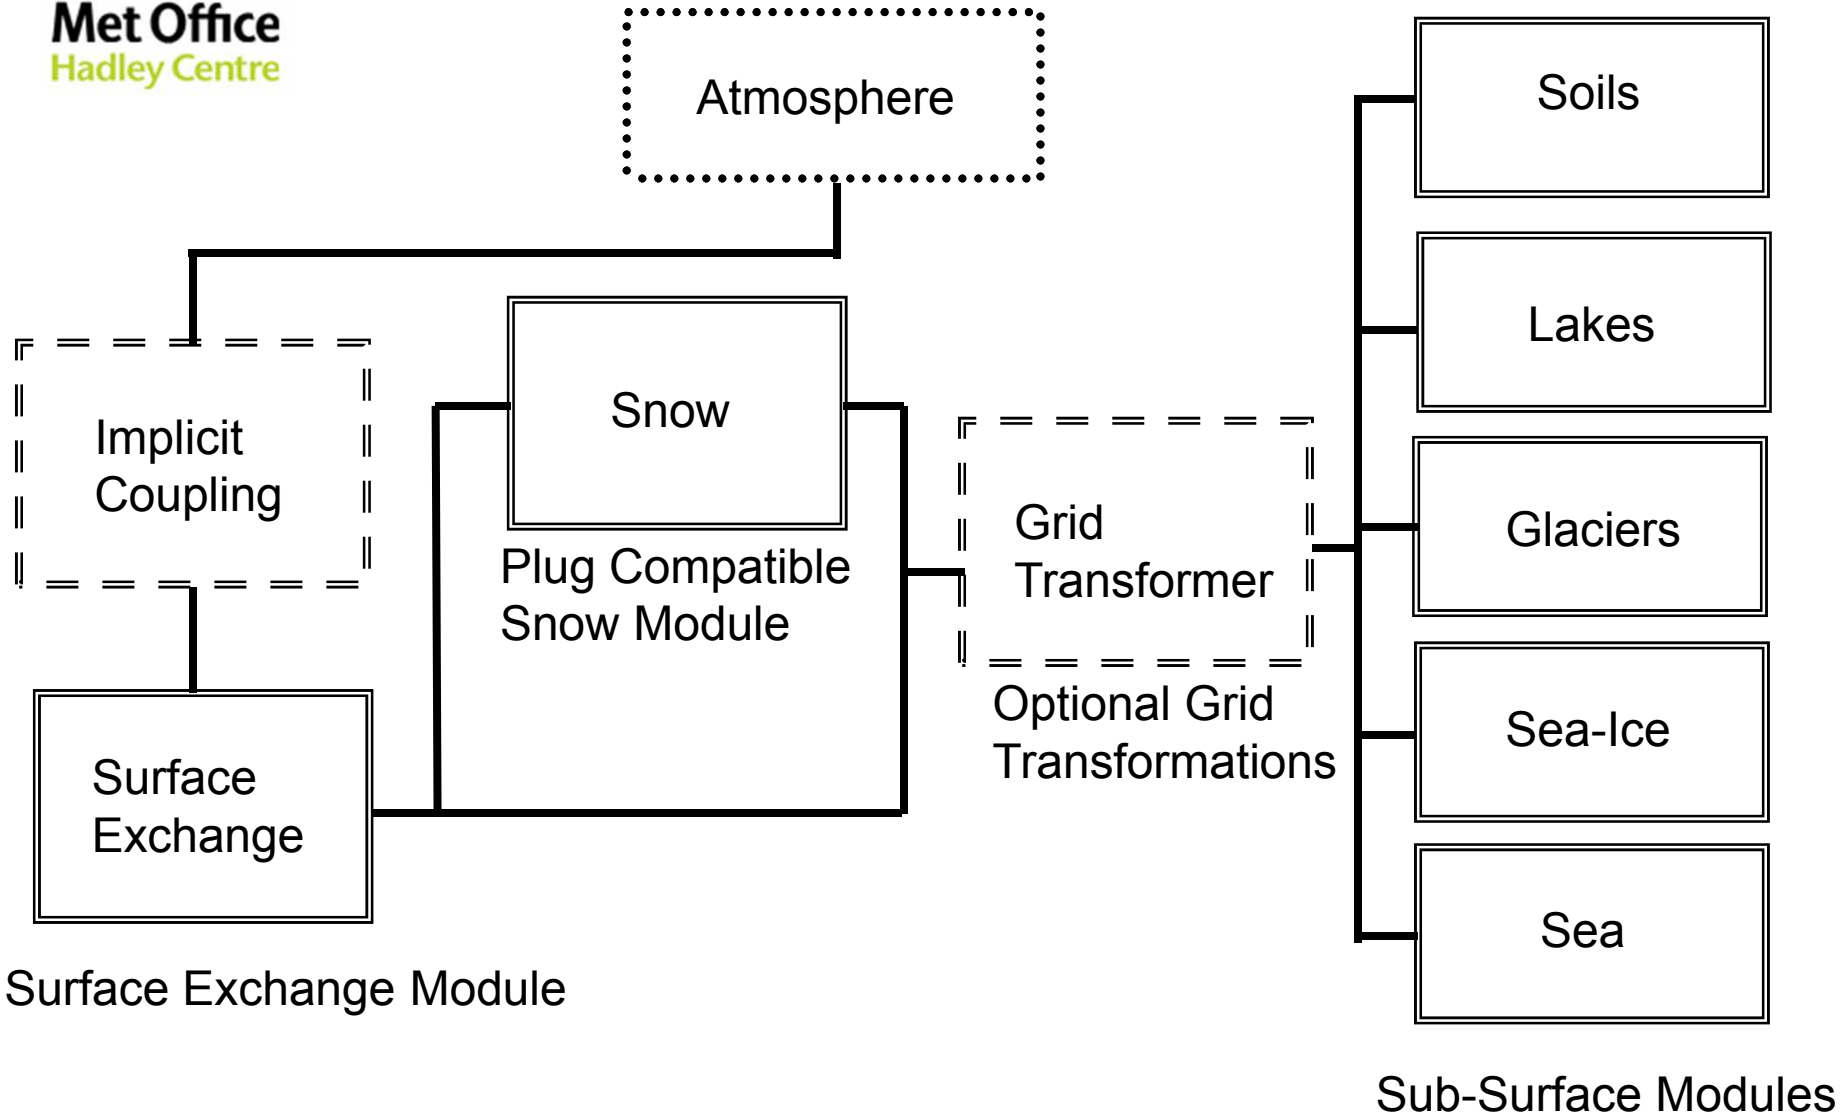 Met Office
Hadley Centre
Atmosphere
Soils
Lakes
Implicit
Coupling
Snow
Plug Compatible
Snow Module
Grid
Transformer
Optional Grid
Transformations
Glaciers
Sea-Ice
Surface
Exchange
Sea
Surface Exchange Module
Sub-Surface Modules